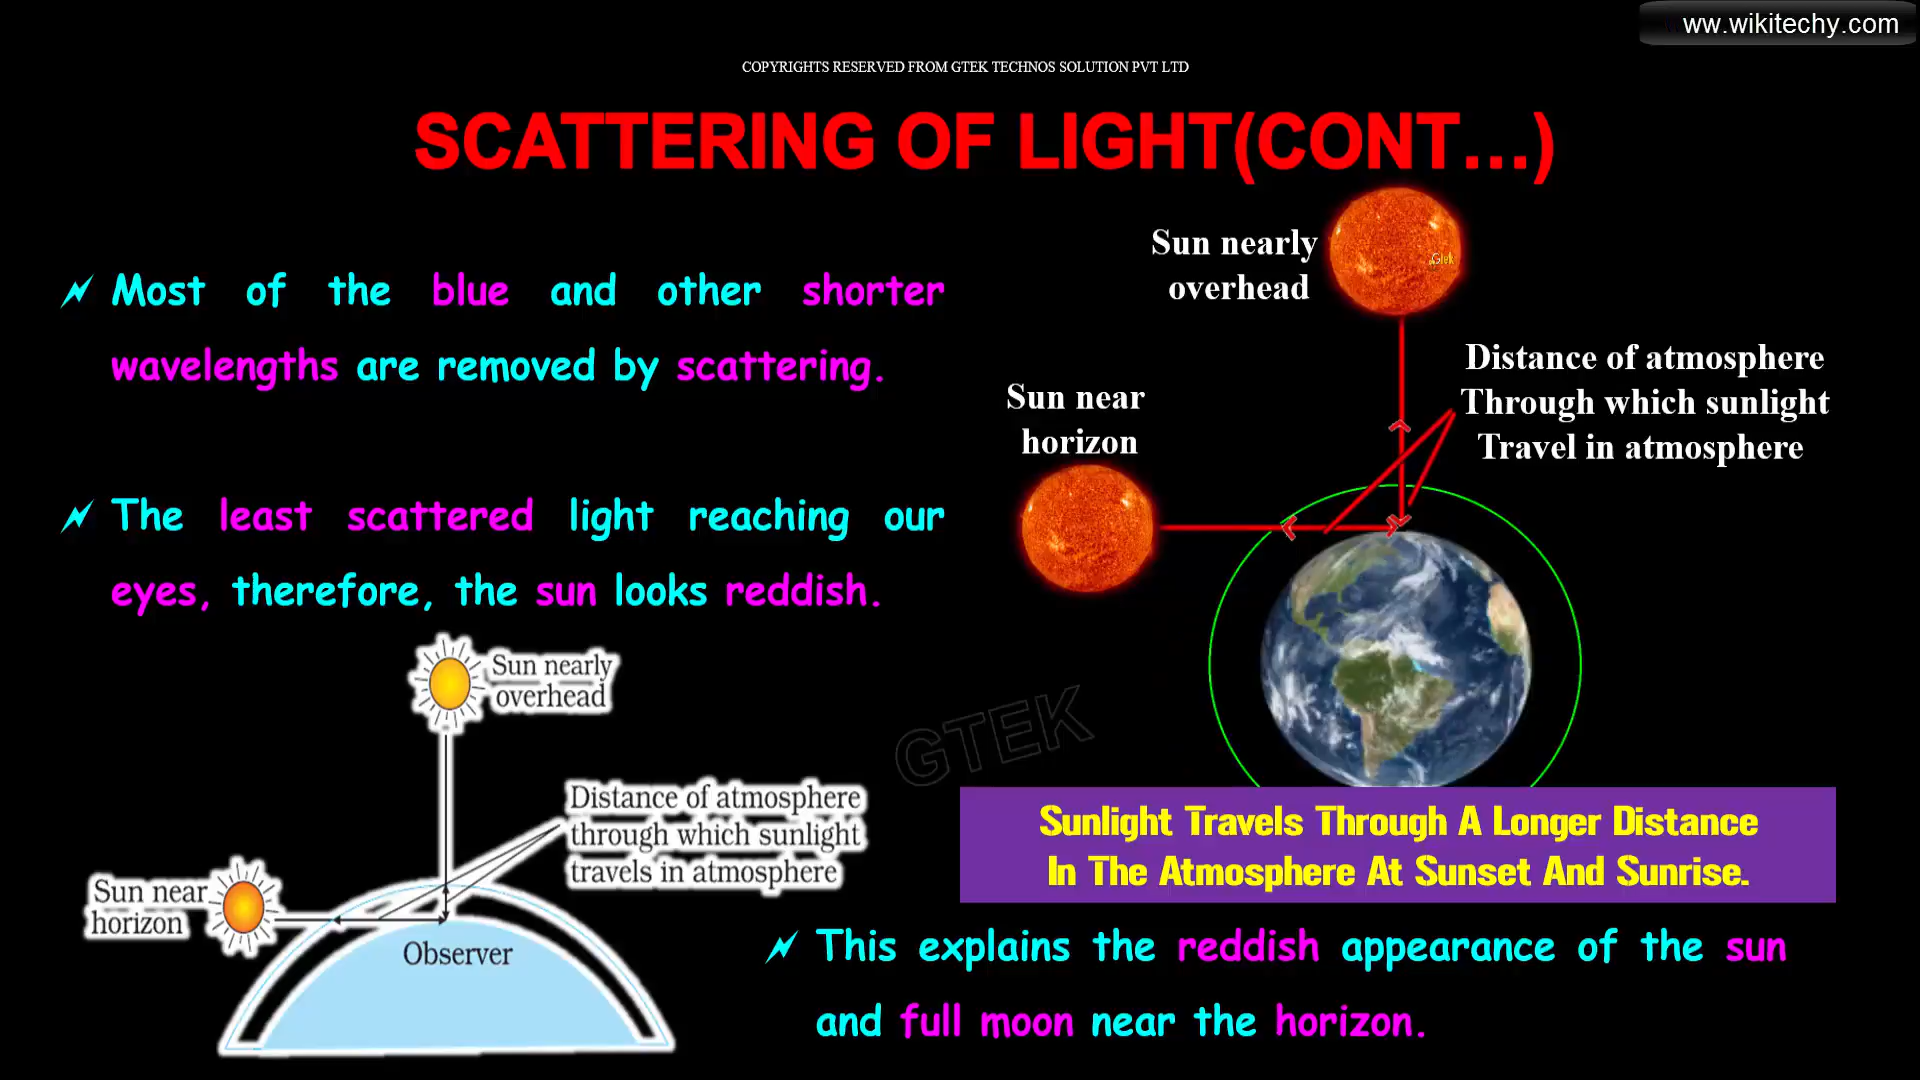 ww.wikitechy.com
COPYRIGHTS RESERVED FROM GTEK TECHNOS SOLUTION PVT LTD
SCATTERING OF LIGHT(CONT...)
Most of the blue and other shorter
wavelengths are removed by scattering.
The least scattered light reaching our
eyes, therefore, the sun looks reddish.
Sun nearly
overhead
Gtek
Sun near
horizon
Distance of atmosphere
Through which sunlight
Travel in atmosphere
Sun nearly
overhead
Distance of atmosphere
through which sunlight
travels in atmosphere
Sun near
horizon
Observer
GTEK
Sunlight Travels Through A Longer Distance
In The Atmosphere At Sunset And Sunrise.
This explains the reddish appearance of the sun
and full moon near the horizon.